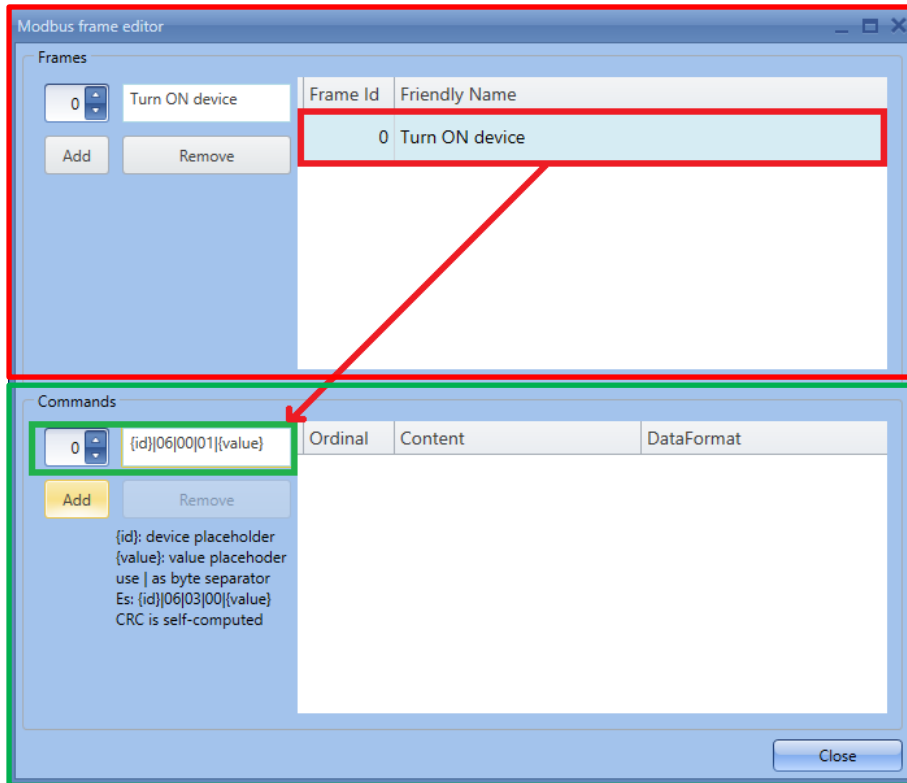 Modbus frame editor
Frames
0 Turn ON device
Frame Id Friendly Name
0 Turn ON device
Add Remove
Commands
0 {id}|06|00|01|{value}
Ordinal Content DataFormat
Add Remove
{id}: device placeholder
{value}: value placehoder
use | as byte separator
Es: {id}|06|03|00|{value}
CRC is self-computed
Close